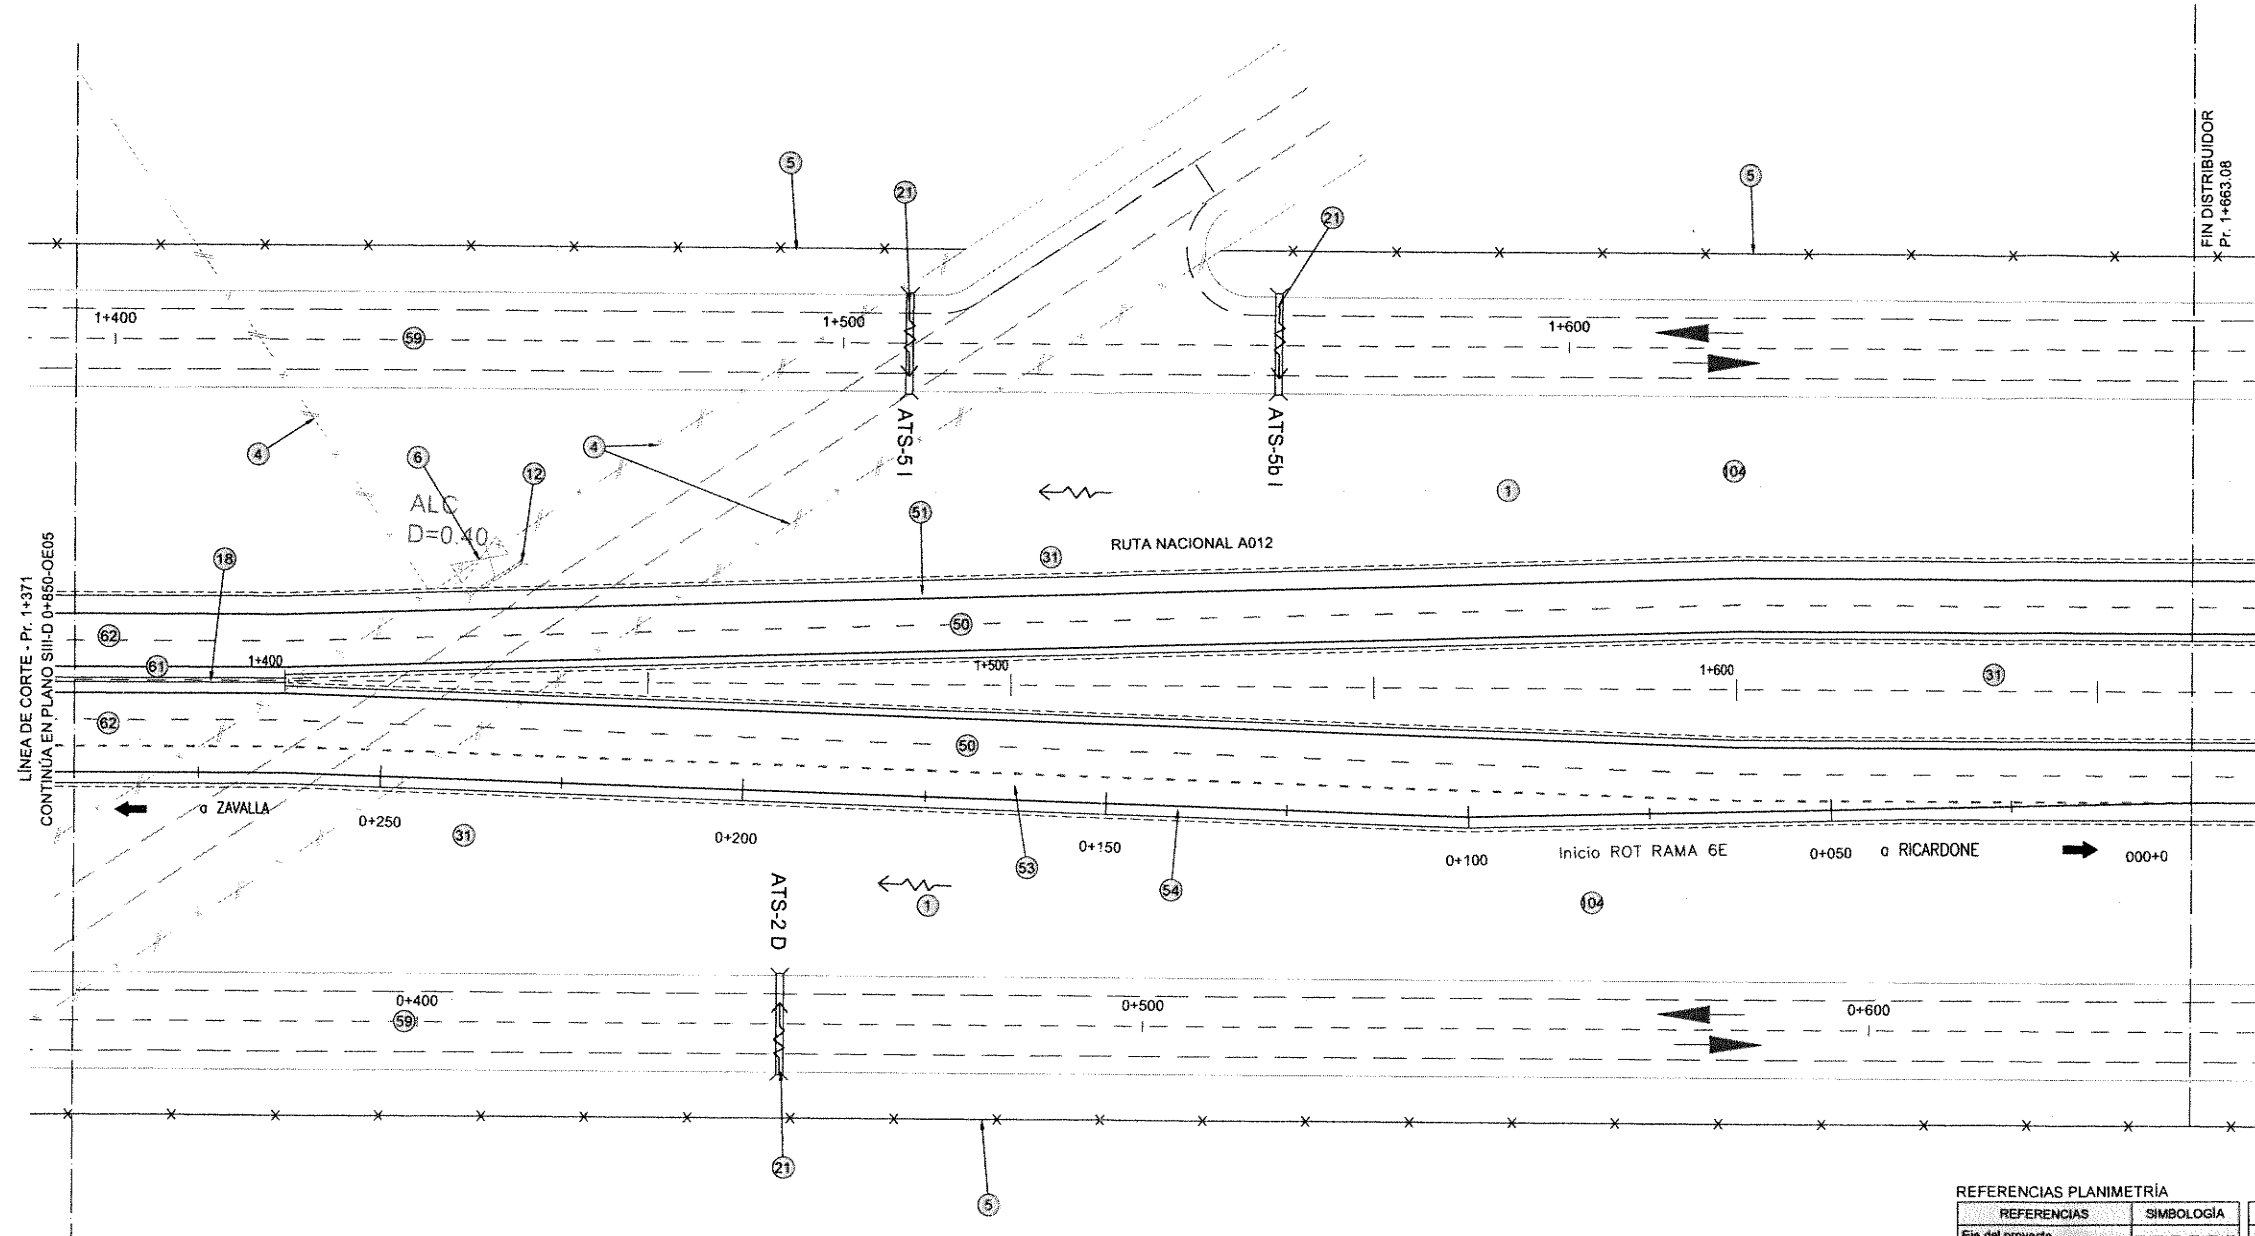 FIN DISTRIBUIDOR
Pr. 1+663.08
5
21
5
21
1+400
59
1+500
1+600
4
6
12
4
ATS-5 I
ATS-5b I
104
1
ALC
D=0.40
51
RUTA NACIONAL A012
31
18
LÍNEA DE CORTE - Pr. 1+371
CONTINÚA EN PLANO SIII-D 0+850-OE05
62
50
61
1+400
1+500
1+600
31
62
50
a ZAVALLA
0+250
31
0+200
0+150
0+100
Inicio ROT RAMA 6E
0+050
a RICARDONE
000+0
53
54
ATS-2 D
1
104
0+400
59
0+500
0+600
21
5
REFERENCIAS PLANIMETRÍA
REFERENCIAS
SIMBOLOGÍA
Eje del proyecto